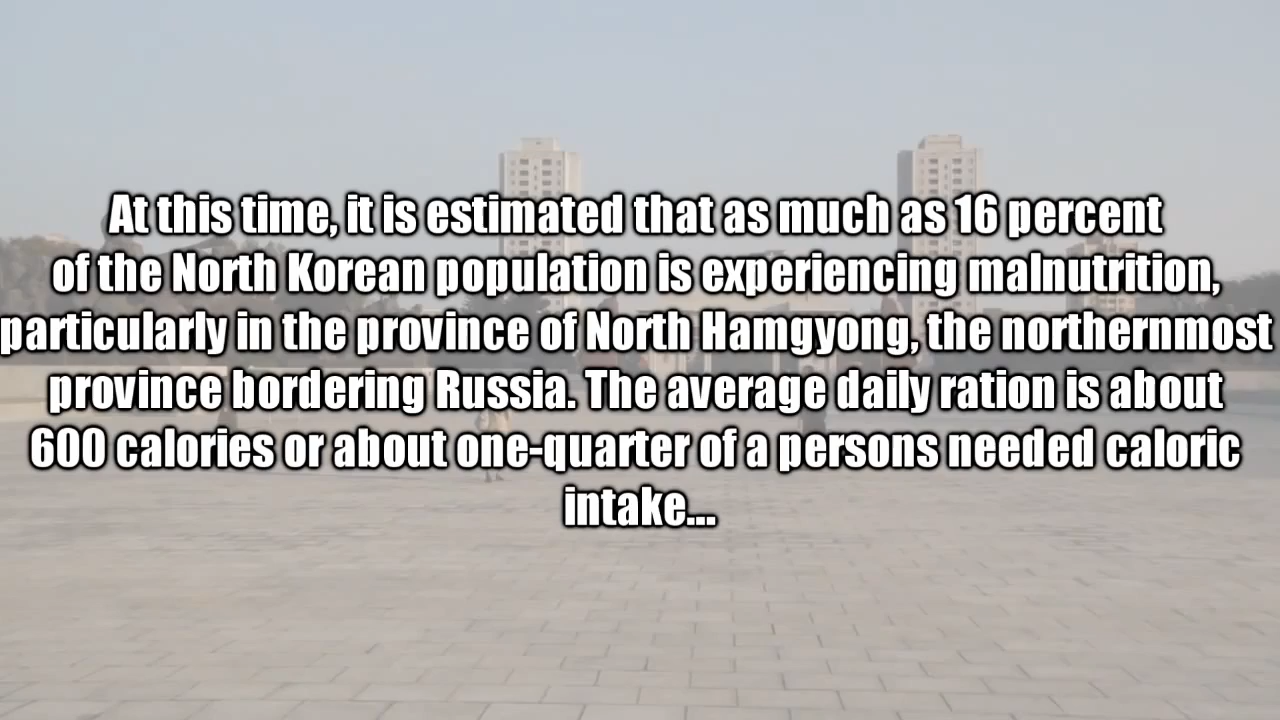 At this time, it is estimated that as much as 16 percent
of the North Korean population is experiencing malnutrition,
particularly in the province of North Hamgyong, the northernmost
province bordering Russia. The average daily ration is about
600 calories or about one-quarter of a persons needed caloric
intake...